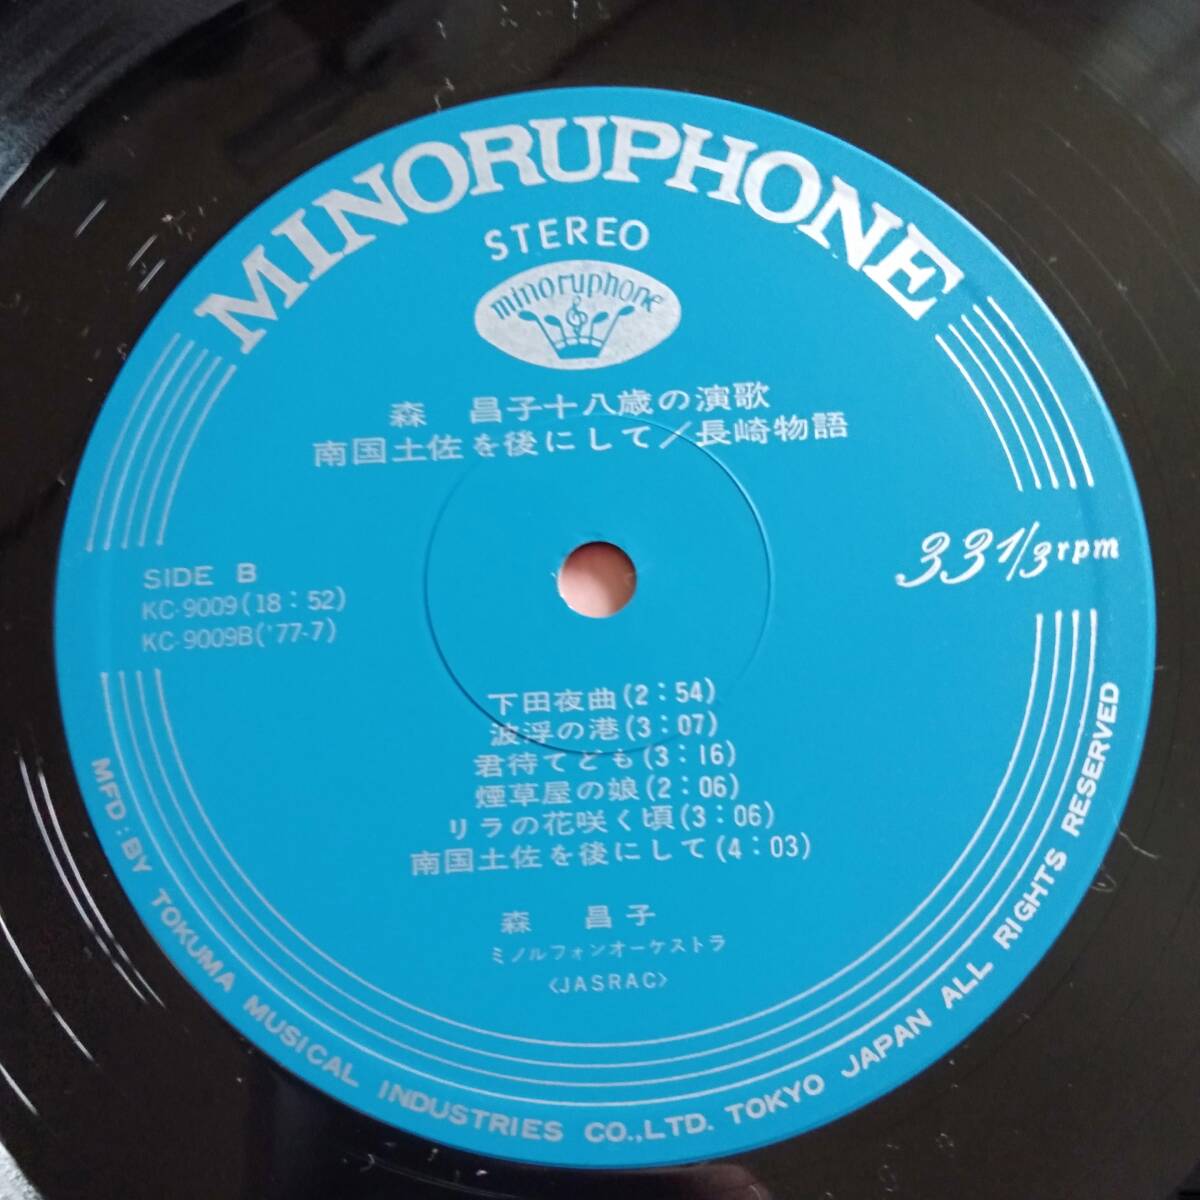 MINORUPHONE
STEREO
minoruphone
森 昌子十八歳の演歌
南国土佐を後にして/長崎物語
33 1/3 rpm
SIDE B
KC-9009(18:52)
KC-9009B('77-7)
下田夜曲(2:54)
波浮の港(3:07)
君待てども(3:16)
煙草屋の娘(2:06)
リラの花咲く頃(3:06)
南国土佐を後にして(4:03)
森 昌子
ミノルフォンオーケストラ
<JASRAC>
MFD:BY TOKUMA MUSICAL INDUSTRIES CO.,LTD. TOKYO JAPAN ALL RIGHTS RESERVED